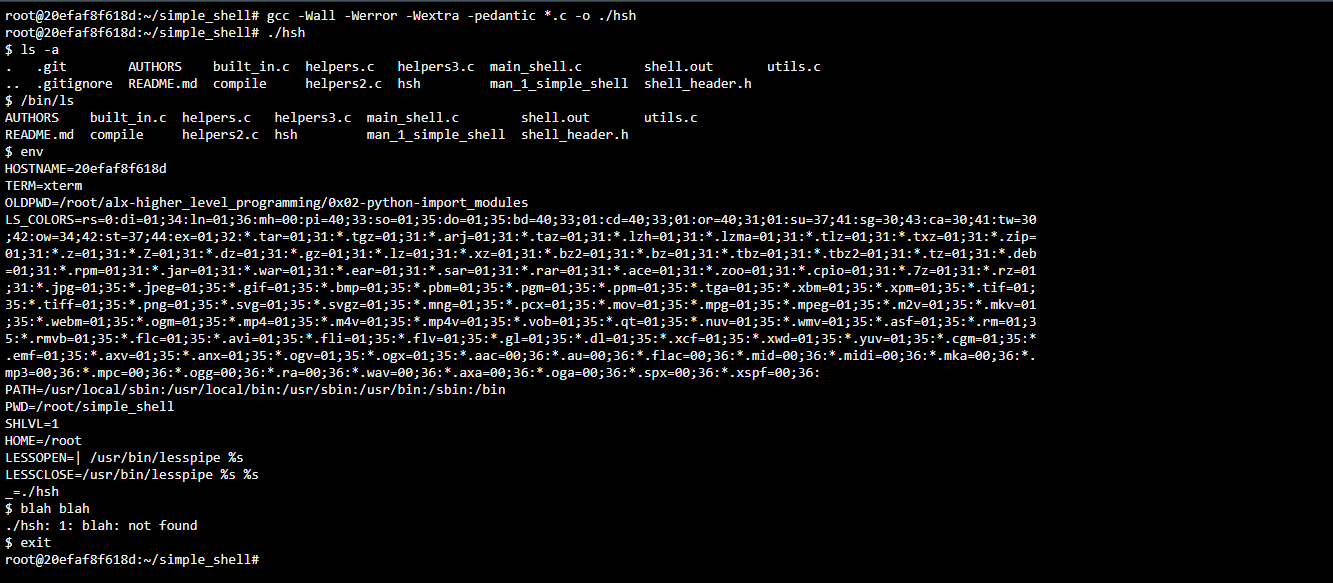 root@20efaf8f618d:~/simple_shell# gcc -Wall -Werror -Wextra -pedantic *.c -o ./hsh
root@20efaf8f618d:~/simple_shell# ./hsh
$ ls -a
.   .git        AUTHORS    built_in.c  helpers.c   helpers3.c  main_shell.c        shell.out       utils.c
..  .gitignore  README.md  compile     helpers2.c  hsh         man_1_simple_shell  shell_header.h
$ /bin/ls
AUTHORS    built_in.c  helpers.c   helpers3.c  main_shell.c        shell.out       utils.c
README.md  compile     helpers2.c  hsh         man_1_simple_shell  shell_header.h
$ env
HOSTNAME=20efaf8f618d
TERM=xterm
OLDPWD=/root/alx-higher_level_programming/0x02-python-import_modules
LS_COLORS=rs=0:di=01;34:ln=01;36:mh=00:pi=40;33:so=01;35:do=01;35:bd=40;33;01:cd=40;33;01:or=40;31;01:su=37;41:sg=30;43:ca=30;41:tw=30
;42:ow=34;42:st=37;44:ex=01;32:*.tar=01;31:*.tgz=01;31:*.arj=01;31:*.taz=01;31:*.lzh=01;31:*.lzma=01;31:*.tlz=01;31:*.txz=01;31:*.zip=
01;31:*.z=01;31:*.Z=01;31:*.dz=01;31:*.gz=01;31:*.lz=01;31:*.xz=01;31:*.bz2=01;31:*.bz=01;31:*.tbz=01;31:*.tbz2=01;31:*.tz=01;31:*.deb
=01;31:*.rpm=01;31:*.jar=01;31:*.war=01;31:*.ear=01;31:*.sar=01;31:*.rar=01;31:*.ace=01;31:*.zoo=01;31:*.cpio=01;31:*.7z=01;31:*.rz=01
;31:*.jpg=01;35:*.jpeg=01;35:*.gif=01;35:*.bmp=01;35:*.pbm=01;35:*.pgm=01;35:*.ppm=01;35:*.tga=01;35:*.xbm=01;35:*.xpm=01;35:*.tif=01;
35:*.tiff=01;35:*.png=01;35:*.svg=01;35:*.svgz=01;35:*.mng=01;35:*.pcx=01;35:*.mov=01;35:*.mpg=01;35:*.mpeg=01;35:*.m2v=01;35:*.mkv=01
;35:*.webm=01;35:*.ogm=01;35:*.mp4=01;35:*.m4v=01;35:*.mp4v=01;35:*.vob=01;35:*.qt=01;35:*.nuv=01;35:*.wmv=01;35:*.asf=01;35:*.rm=01;3
5:*.rmvb=01;35:*.flc=01;35:*.avi=01;35:*.fli=01;35:*.flv=01;35:*.gl=01;35:*.dl=01;35:*.xcf=01;35:*.xwd=01;35:*.yuv=01;35:*.cgm=01;35:*
.emf=01;35:*.axv=01;35:*.anx=01;35:*.ogv=01;35:*.ogx=01;35:*.aac=00;36:*.au=00;36:*.flac=00;36:*.mid=00;36:*.midi=00;36:*.mka=00;36:*.
mp3=00;36:*.mpc=00;36:*.ogg=00;36:*.ra=00;36:*.wav=00;36:*.axa=00;36:*.oga=00;36:*.spx=00;36:*.xspf=00;36:
PATH=/usr/local/sbin:/usr/local/bin:/usr/sbin:/usr/bin:/sbin:/bin
PWD=/root/simple_shell
SHLVL=1
HOME=/root
LESSOPEN=| /usr/bin/lesspipe %s
LESSCLOSE=/usr/bin/lesspipe %s %s
_=./hsh
$ blah blah
./hsh: 1: blah: not found
$ exit
root@20efaf8f618d:~/simple_shell#